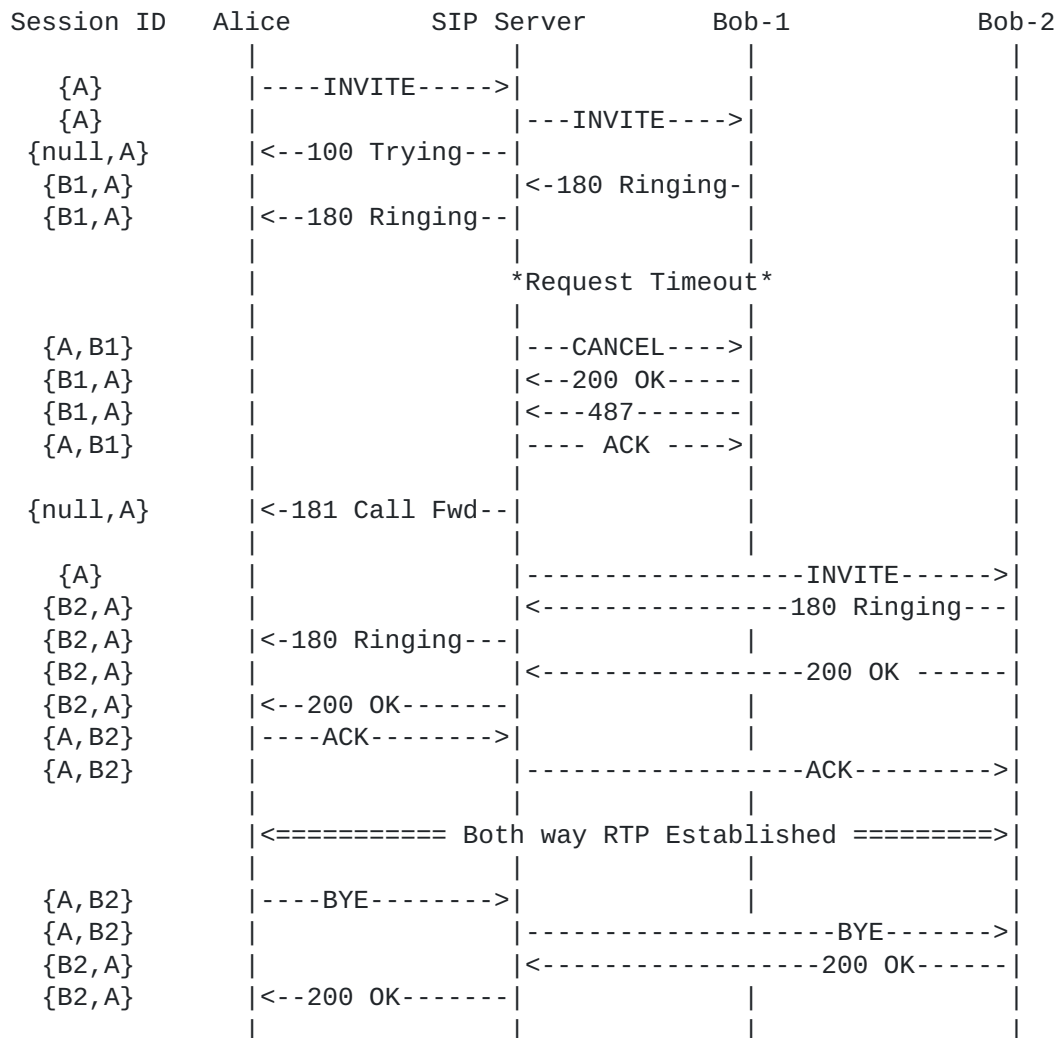 Session ID   Alice         SIP Server        Bob-1            Bob-2
                |                |              |                |
   {A}          |----INVITE----->|              |                |
   {A}          |                |---INVITE---->|                |
 {null,A}       |<--100 Trying---|              |                |
  {B1,A}        |                |<-180 Ringing-|                |
  {B1,A}        |<--180 Ringing--|              |                |
                |                |              |                |
                |                *Request Timeout*               |
                |                |              |                |
  {A,B1}        |                |---CANCEL---->|                |
  {B1,A}        |                |<--200 OK-----|                |
  {B1,A}        |                |<---487-------|                |
  {A,B1}        |                |---- ACK ---->|                |
                |                |              |                |
 {null,A}       |<-181 Call Fwd--|              |                |
                |                |              |                |
   {A}          |                |------------------INVITE------>|
  {B2,A}        |                |<----------------180 Ringing---|
  {B2,A}        |<-180 Ringing---|              |                |
  {B2,A}        |                |<-----------------200 OK ------|
  {B2,A}        |<--200 OK-------|              |                |
  {A,B2}        |----ACK-------->|              |                |
  {A,B2}        |                |------------------ACK--------->|
                |                |              |                |
                |<=========== Both way RTP Established =========>|
                |                |              |                |
  {A,B2}        |----BYE-------->|              |                |
  {A,B2}        |                |--------------------BYE------->|
  {B2,A}        |                |<------------------200 OK------|
  {B2,A}        |<--200 OK-------|              |                |
                |                |              |                |